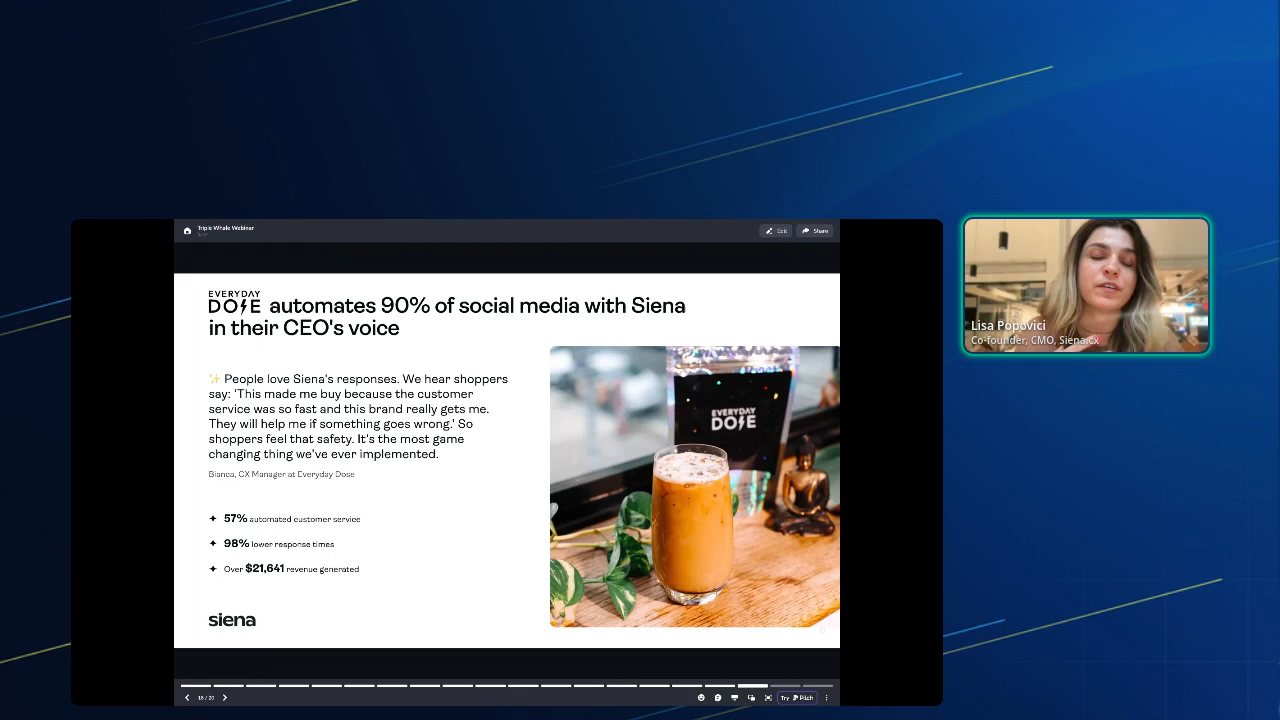 Triple Whale Webinar
Edit
Share
EVERYDAY
DOSE automates 90% of social media with Siena
in their CEO's voice
✨ People love Siena's responses. We hear shoppers
say: 'This made me buy because the customer
service was so fast and this brand really gets me.
They will help me if something goes wrong.' So
shoppers feel that safety. It's the most game
changing thing we've ever implemented.
Bianca, CX Manager at Everyday Dose
✦ 57% automated customer service
✦ 98% lower response times
✦ Over $21,641 revenue generated
siena
EVERYDAY
DOSE
18 / 20
Try Pitch
Lisa Popovici
Co-founder, CMO, Siena.cx